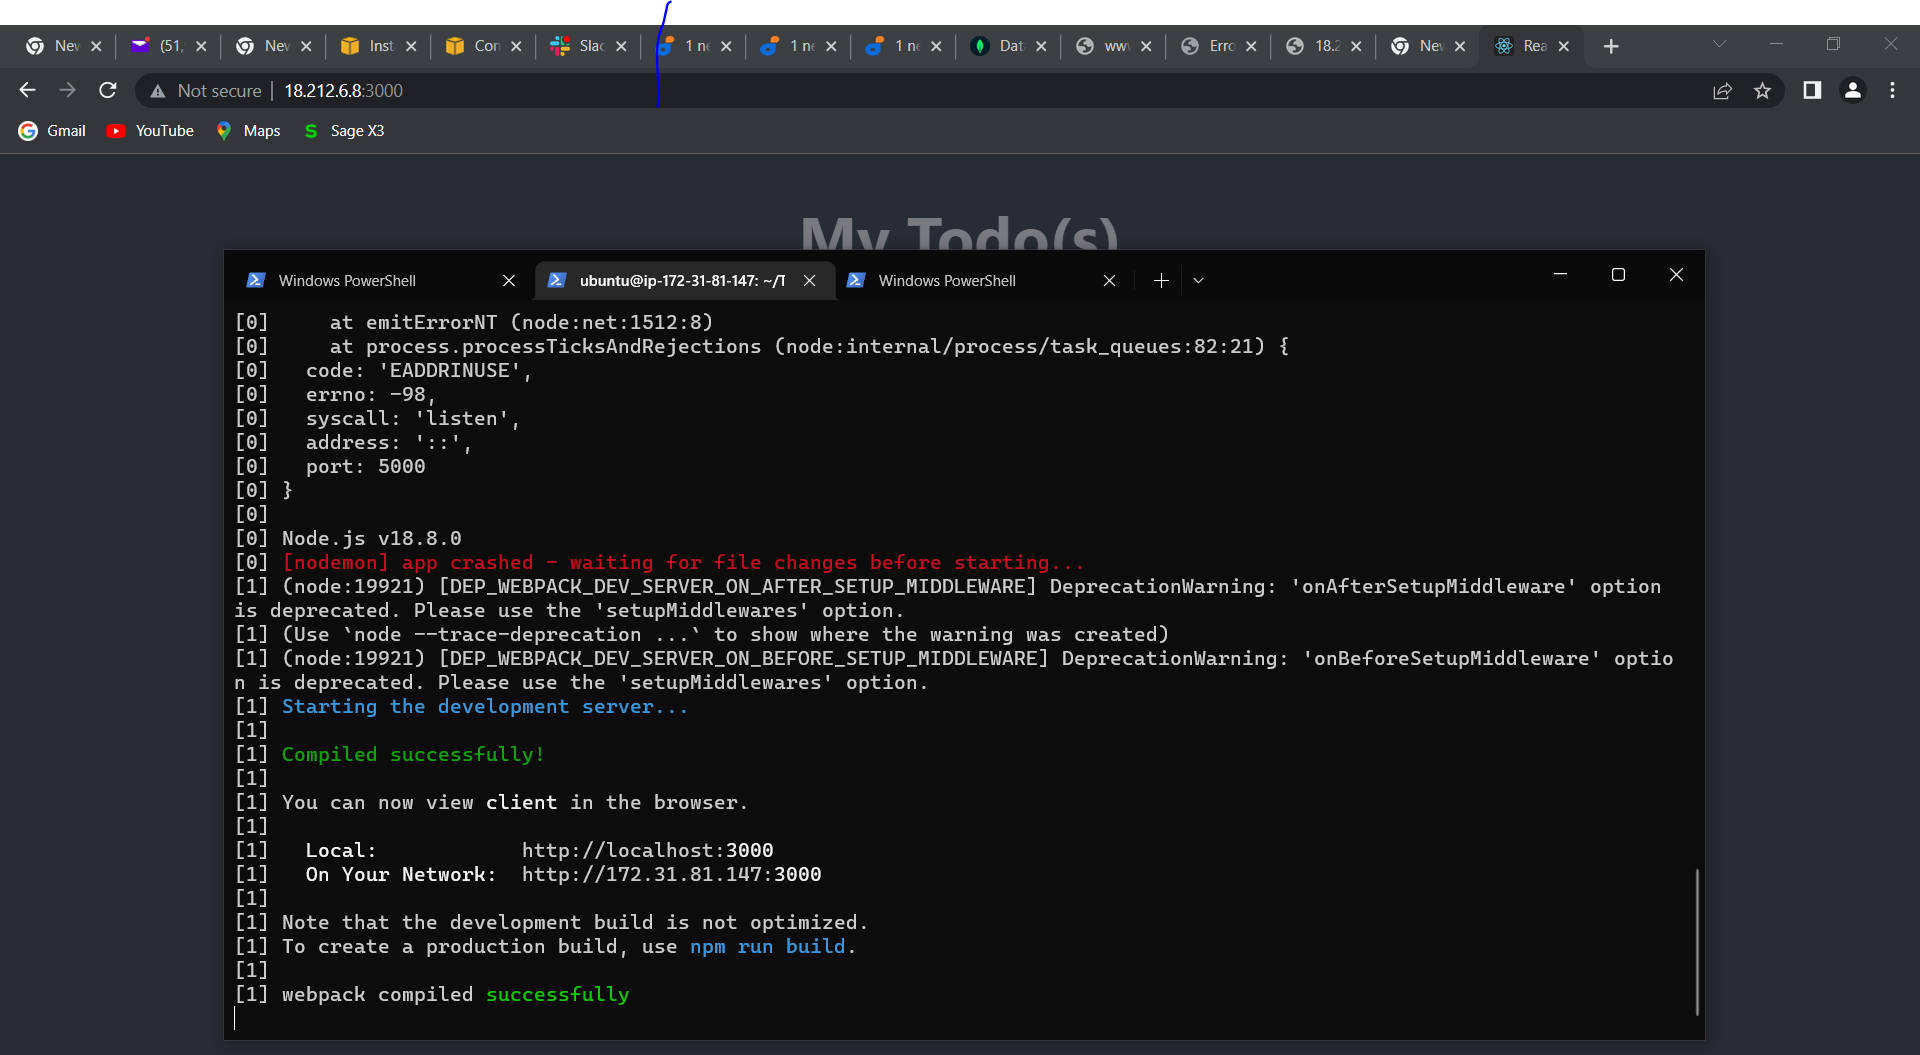 New (51, New Inst Con Slac 1 ne 1 ne 1 ne Dat ww Erro 18.2 New Rea
Not secure 18.212.6.8:3000
Gmail YouTube Maps Sage X3
My Todo(s)
Windows PowerShell ubuntu@ip-172-31-81-147: ~/T Windows PowerShell
[0]     at emitErrorNT (node:net:1512:8)
[0]     at process.processTicksAndRejections (node:internal/process/task_queues:82:21) {
[0]   code: 'EADDRINUSE',
[0]   errno: -98,
[0]   syscall: 'listen',
[0]   address: '::',
[0]   port: 5000
[0] }
[0]
[0] Node.js v18.8.0
[0] [nodemon] app crashed - waiting for file changes before starting...
[1] (node:19921) [DEP_WEBPACK_DEV_SERVER_ON_AFTER_SETUP_MIDDLEWARE] DeprecationWarning: 'onAfterSetupMiddleware' option
is deprecated. Please use the 'setupMiddlewares' option.
[1] (Use `node --trace-deprecation ...` to show where the warning was created)
[1] (node:19921) [DEP_WEBPACK_DEV_SERVER_ON_BEFORE_SETUP_MIDDLEWARE] DeprecationWarning: 'onBeforeSetupMiddleware' optio
n is deprecated. Please use the 'setupMiddlewares' option.
[1] Starting the development server...
[1]
[1] Compiled successfully!
[1]
[1] You can now view client in the browser.
[1]
[1]   Local:            http://localhost:3000
[1]   On Your Network:  http://172.31.81.147:3000
[1]
[1] Note that the development build is not optimized.
[1] To create a production build, use npm run build.
[1]
[1] webpack compiled successfully